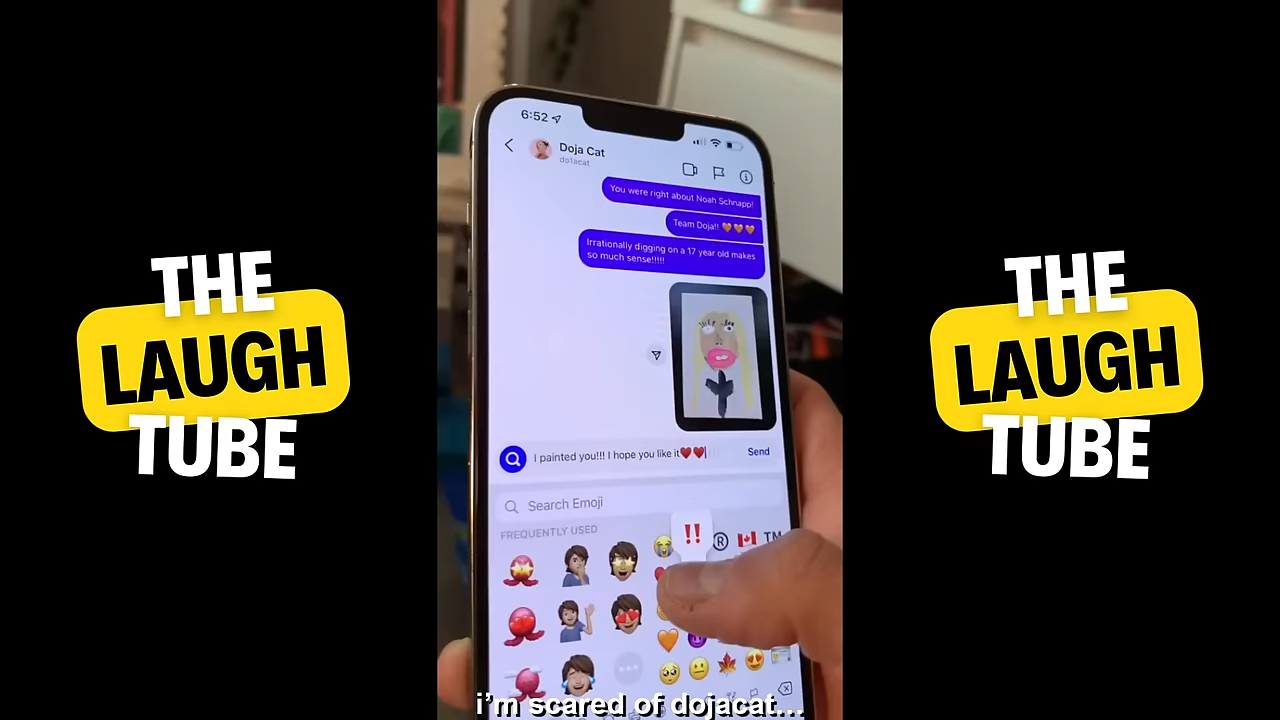 THE
LAUGH
TUBE
6:52
Doja Cat
do1acat
You were right about Noah Schnapp!
Team Doja!! 💛💛💛
Irrationally digging on a 17 year old makes
so much sense!!!!!
I painted you!!! I hope you like it❤️❤️
Send
Search Emoji
FREQUENTLY USED
‼️
®
TM
i'm scared of dojacat...
THE
LAUGH
TUBE